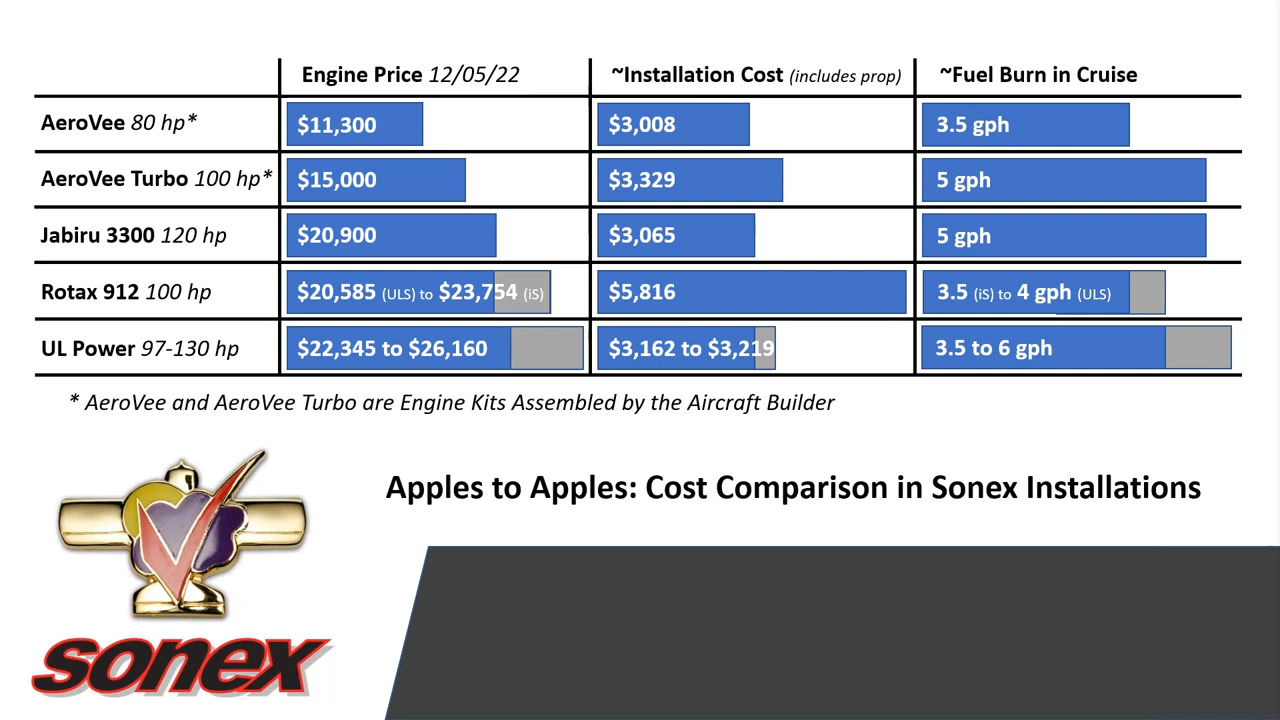 Engine Price 12/05/22 ~Installation Cost (includes prop) ~Fuel Burn in Cruise
AeroVee 80 hp* $11,300 $3,008 3.5 gph
AeroVee Turbo 100 hp* $15,000 $3,329 5 gph
Jabiru 3300 120 hp $20,900 $3,065 5 gph
Rotax 912 100 hp $20,585 (ULS) to $23,754 (iS) $5,816 3.5 (iS) to 4 gph (ULS)
UL Power 97-130 hp $22,345 to $26,160 $3,162 to $3,219 3.5 to 6 gph
* AeroVee and AeroVee Turbo are Engine Kits Assembled by the Aircraft Builder
Apples to Apples: Cost Comparison in Sonex Installations
sonex